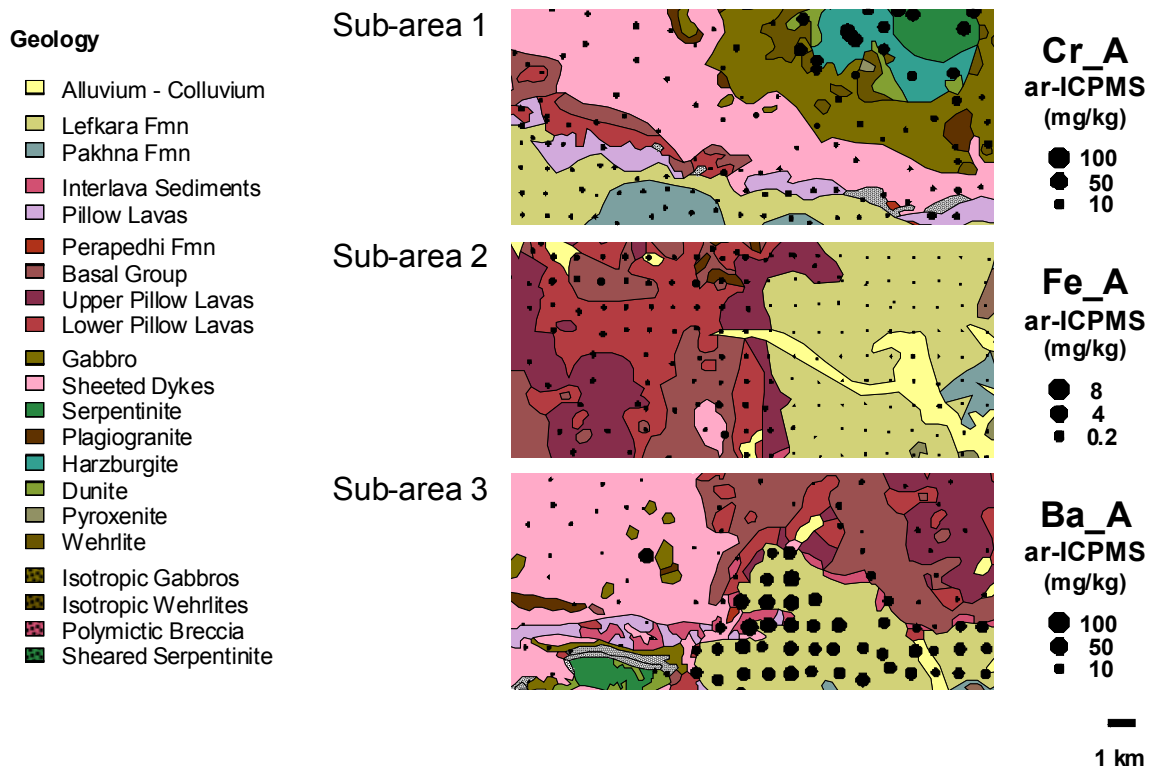 Geology
Alluvium - Colluvium
Lefkara Fmn
Pakhna Fmn
Interlava Sediments
Pillow Lavas
Perapedhi Fmn
Basal Group
Upper Pillow Lavas
Lower Pillow Lavas
Gabbro
Sheeted Dykes
Serpentinite
Plagiogranite
Harzburgite
Dunite
Pyroxenite
Wehrlite
Isotropic Gabbros
Isotropic Wehrlites
Polymictic Breccia
Sheared Serpentinite
Sub-area 1
Sub-area 2
Sub-area 3
Cr_A
ar-ICPMS
(mg/kg)
100
50
10
Fe_A
ar-ICPMS
(mg/kg)
8
4
0.2
Ba_A
ar-ICPMS
(mg/kg)
100
50
10
1 km